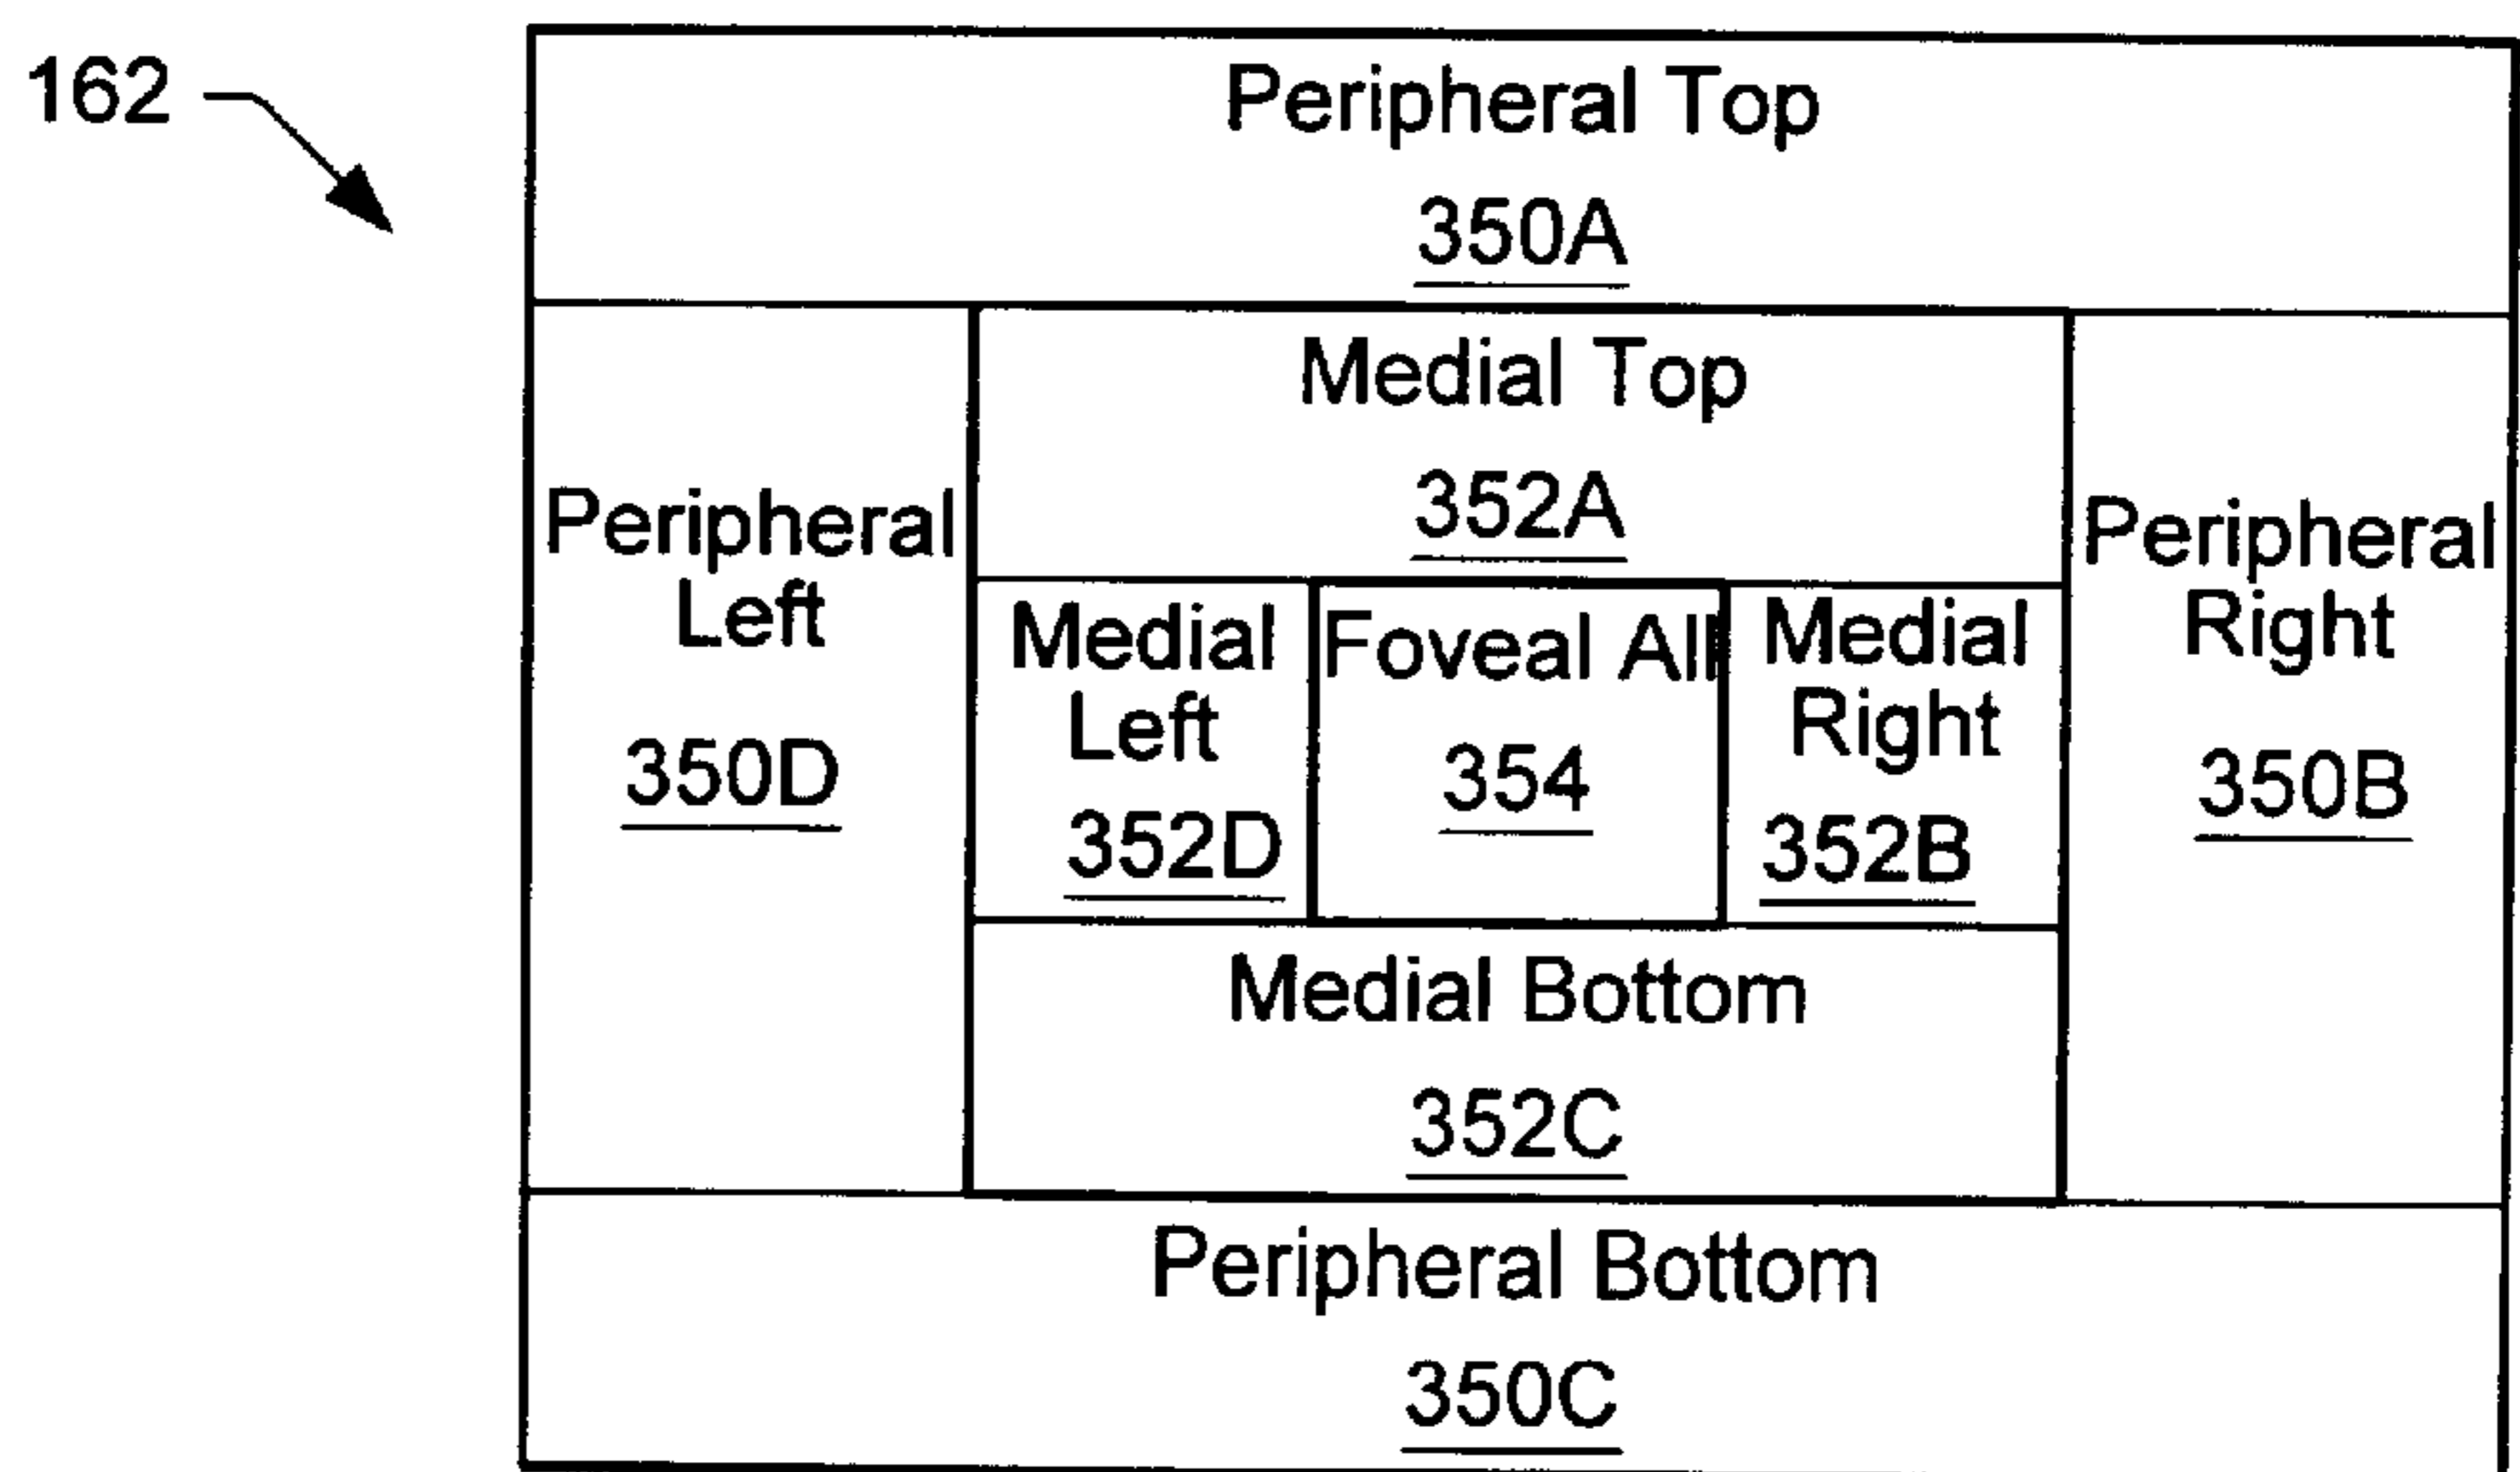 162
Peripheral Top
350A
Medial Top
352A
Peripheral
Left
350D
Medial
Left
352D
Foveal All
354
Medial
Right
352B
Peripheral
Right
350B
Medial Bottom
352C
Peripheral Bottom
350C